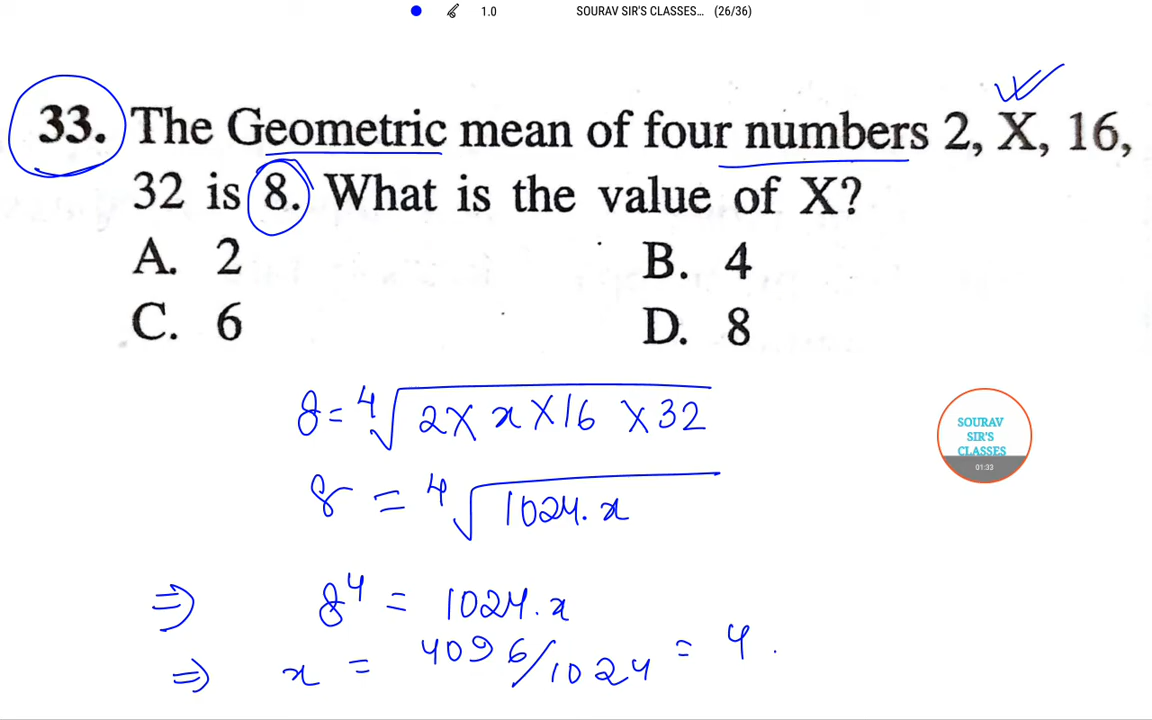 1.0 SOURAV SIR'S CLASSES... (26/36)
33. The Geometric mean of four numbers 2, X, 16,
32 is 8. What is the value of X?
A. 2 B. 4
C. 6 D. 8
8 = ⁴√2 × x × 16 × 32
8 = ⁴√1024. x
⇒ 8⁴ = 1024. x
⇒ x = 4096/1024 = 4.
SOURAV
SIR'S
CLASSES
01:33